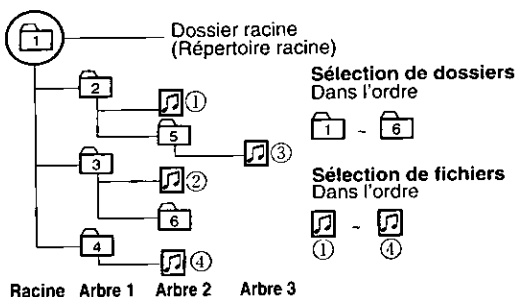 1
Dossier racine
(Répertoire racine)
2
①
5
③
3
②
6
4
④
Racine Arbre 1 Arbre 2 Arbre 3
Sélection de dossiers
Dans l'ordre
1 ~ 6
Sélection de fichiers
Dans l'ordre
~
① ④